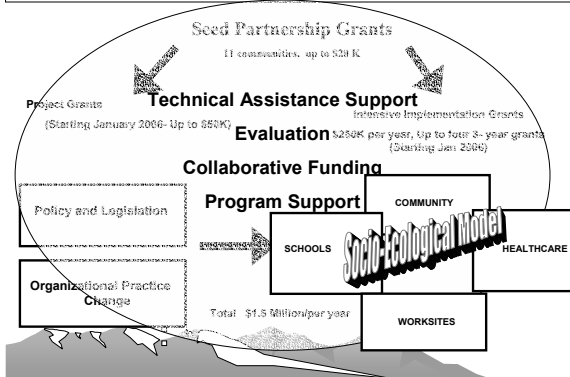 Seed Partnership Grants
11 communities, up to $20 K
Project Grants
(Starting January 2006- Up to $50K)
Technical Assistance Support
Intensive Implementation Grants
Evaluation
$250K per year, Up to four 3- year grants
(Starting Jan 2006)
Collaborative Funding
Program Support
Policy and Legislation
Organizational Practice
Change
COMMUNITY
SCHOOLS
Socio-Ecological Model
HEALTHCARE
WORKSITES
Total $1.5 Million/per year